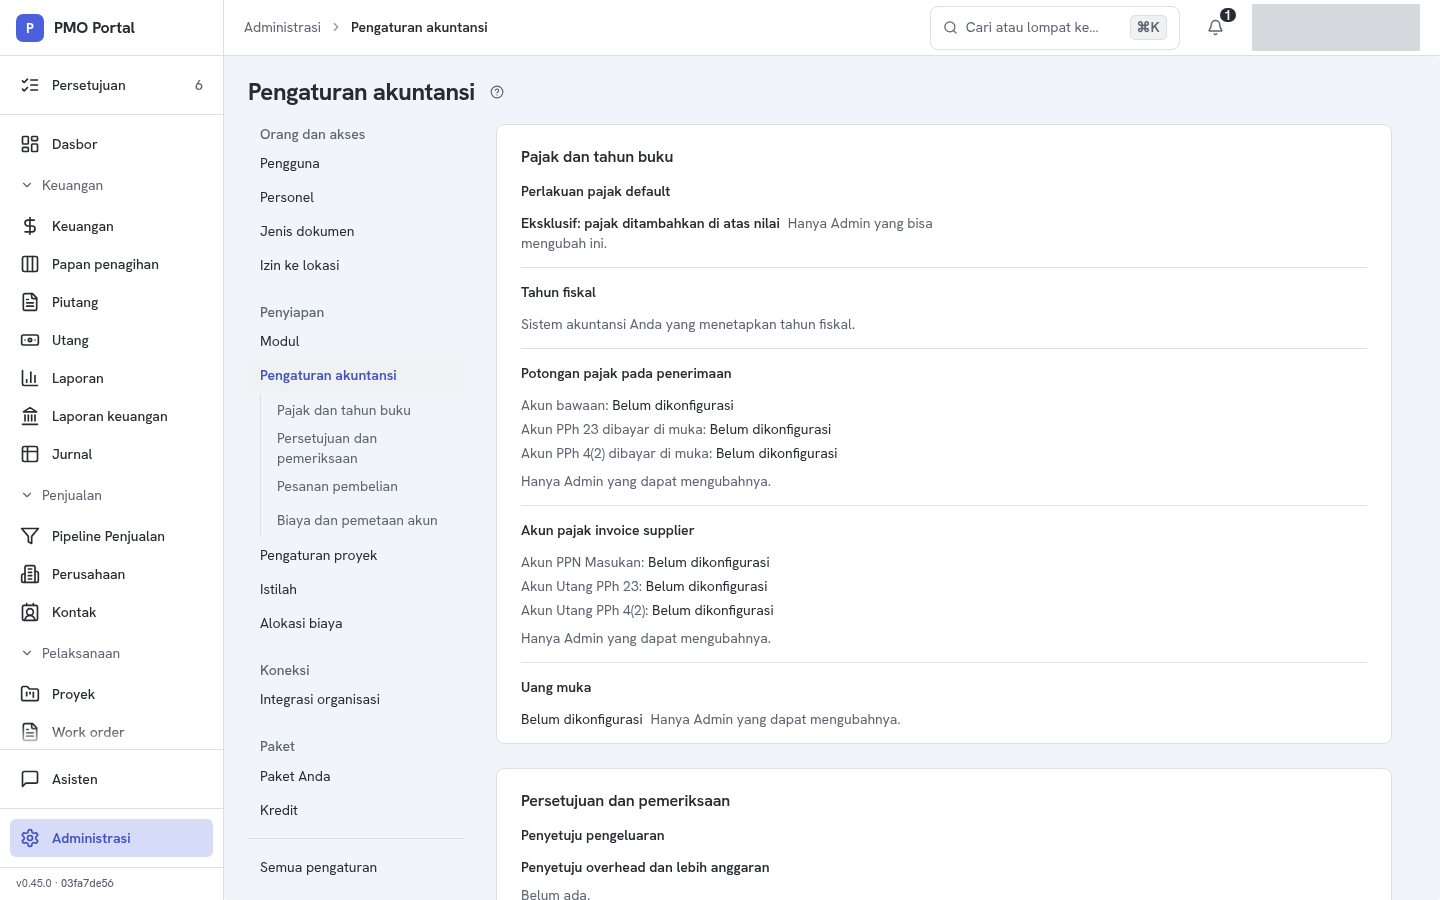 P PMO Portal
Administrasi > Pengaturan akuntansi
Cari atau lompat ke... ⌘K
1
Persetujuan 6
Dasbor
Keuangan
Keuangan
Papan penagihan
Piutang
Utang
Laporan
Laporan keuangan
Jurnal
Penjualan
Pipeline Penjualan
Perusahaan
Kontak
Pelaksanaan
Proyek
Work order
Asisten
Administrasi
v0.45.0 · 03fa7de56
Pengaturan akuntansi
Orang dan akses
Pengguna
Personel
Jenis dokumen
Izin ke lokasi
Penyiapan
Modul
Pengaturan akuntansi
Pajak dan tahun buku
Persetujuan dan
pemeriksaan
Pesanan pembelian
Biaya dan pemetaan akun
Pengaturan proyek
Istilah
Alokasi biaya
Koneksi
Integrasi organisasi
Paket
Paket Anda
Kredit
Semua pengaturan
Pajak dan tahun buku
Perlakuan pajak default
Eksklusif: pajak ditambahkan di atas nilai Hanya Admin yang bisa
mengubah ini.
Tahun fiskal
Sistem akuntansi Anda yang menetapkan tahun fiskal.
Potongan pajak pada penerimaan
Akun bawaan: Belum dikonfigurasi
Akun PPh 23 dibayar di muka: Belum dikonfigurasi
Akun PPh 4(2) dibayar di muka: Belum dikonfigurasi
Hanya Admin yang dapat mengubahnya.
Akun pajak invoice supplier
Akun PPN Masukan: Belum dikonfigurasi
Akun Utang PPh 23: Belum dikonfigurasi
Akun Utang PPh 4(2): Belum dikonfigurasi
Hanya Admin yang dapat mengubahnya.
Uang muka
Belum dikonfigurasi Hanya Admin yang dapat mengubahnya.
Persetujuan dan pemeriksaan
Penyetuju pengeluaran
Penyetuju overhead dan lebih anggaran
Belum ada.